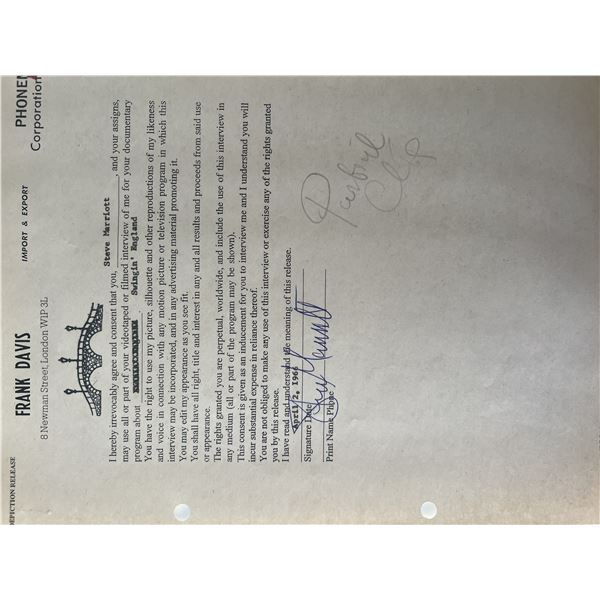 DEPICTION RELEASE
FRANK DAVIS
IMPORT & EXPORT
PHONE
Corporation
8 Newman Street, London W1P 3L
I hereby irrevocably agree and consent that you, Steve Marriott, and your assigns,
may use all or part of your videotaped or filmed interview of me for your documentary
program about Swingin' England
You have the right to use my picture, silhouette and other reproductions of my likeness
and voice in connection with any motion picture or television program in which this
interview may be incorporated, and in any advertising material promoting it.
You may edit my appearance as you see fit.
You shall have all right, title and interest in any and all results and proceeds from said use
or appearance.
The rights granted you are perpetual, worldwide, and include the use of this interview in
any medium (all or part of the program may be shown).
This consent is given as an inducement for you to interview me and I understand you will
incur substantial expense in reliance thereof.
You are not obliged to make any use of this interview or exercise any of the rights granted
you by this release.
I have read and understand the meaning of this release.
April 2, 1966
Signature Date
Print Name Phone